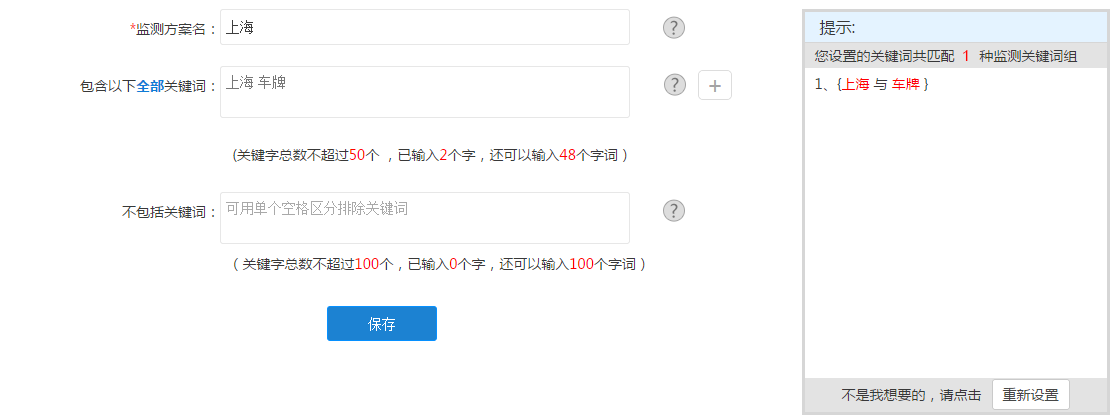 *监测方案名：
上海
?
包含以下全部关键词：
上海 车牌
?
+
(关键字总数不超过50个 ，已输入2个字，还可以输入48个字词 )
不包括关键词：
可用单个空格区分排除关键词
?
( 关键字总数不超过100个，已输入0个字，还可以输入100个字词 )
保存
提示:
您设置的关键词共匹配 1 种监测关键词组
1、{上海 与 车牌 }
不是我想要的，请点击 重新设置